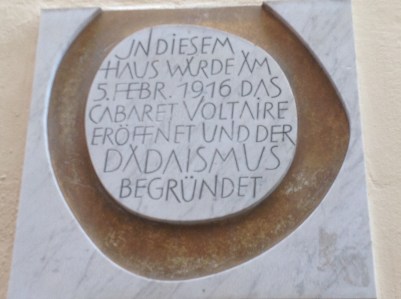 IN DIESEM
HAUS WURDE AM
5. FEBR. 1916 DAS
CABARET VOLTAIRE
ERÖFFNET UND DER
DADAISMUS
BEGRÜNDET